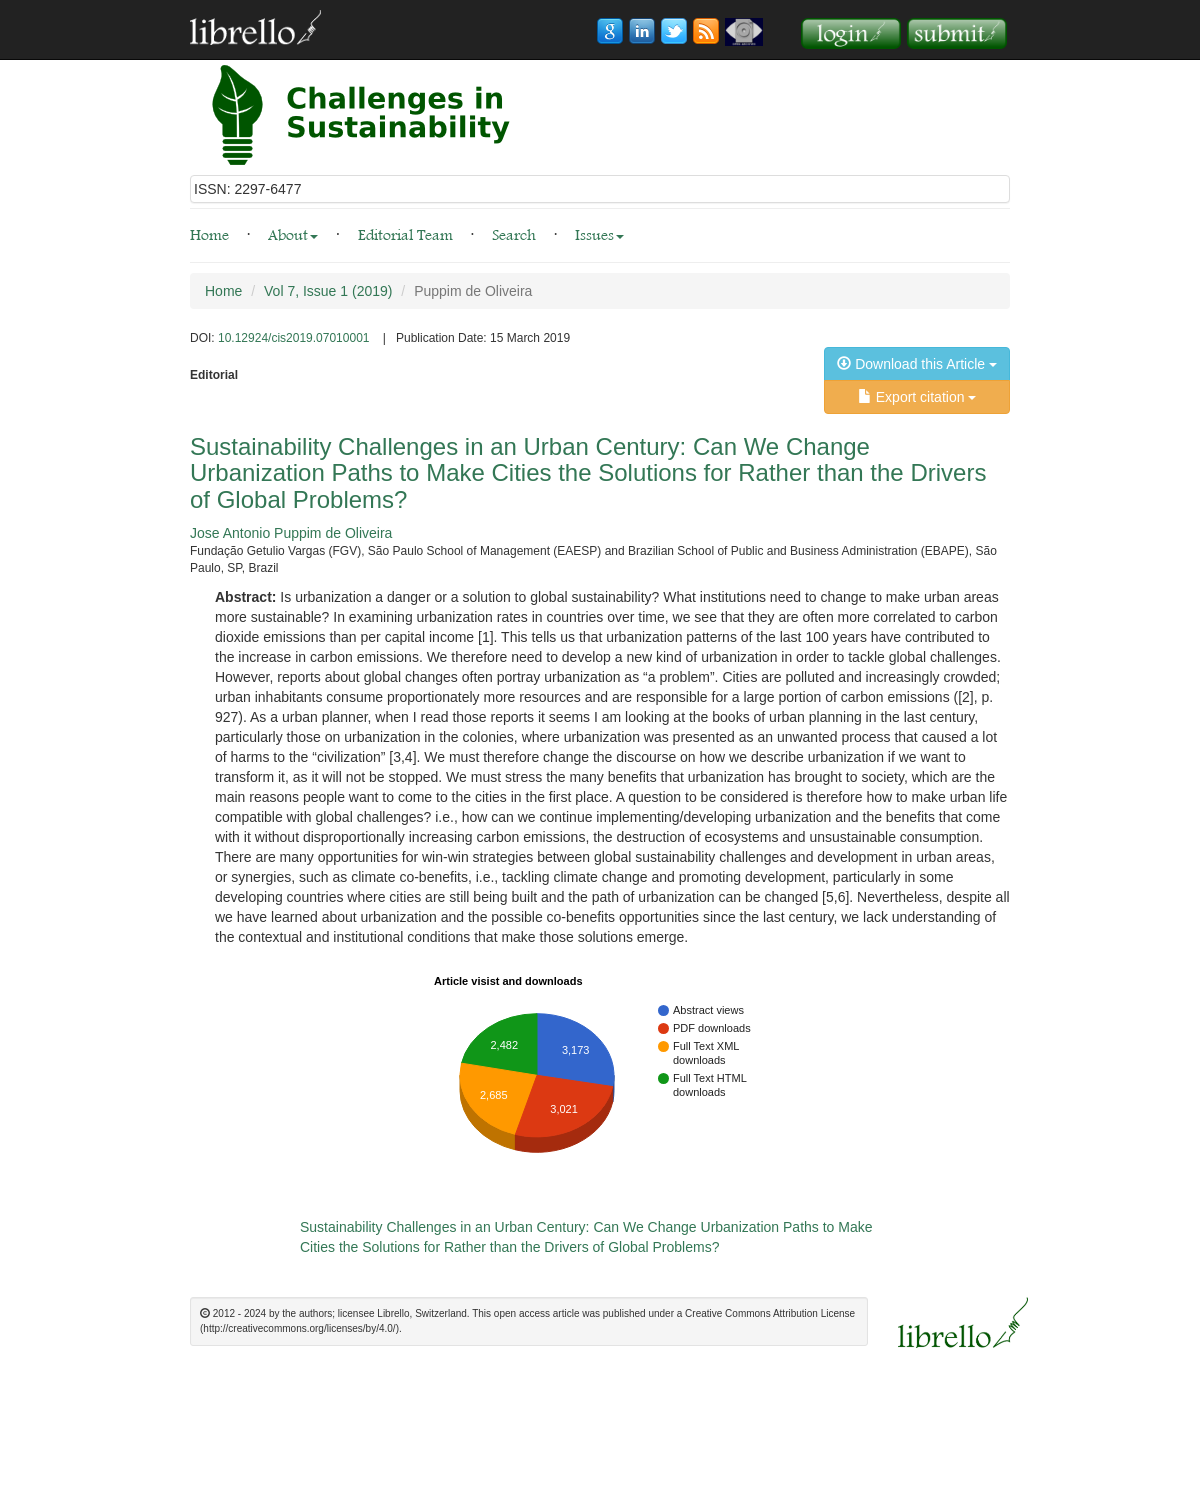 librello
login submit
Challenges in
Sustainability
ISSN: 2297-6477
Home · About · Editorial Team · Search · Issues
Home / Vol 7, Issue 1 (2019) / Puppim de Oliveira
DOI: 10.12924/cis2019.07010001 | Publication Date: 15 March 2019
Download this Article
Editorial
Export citation
Sustainability Challenges in an Urban Century: Can We Change
Urbanization Paths to Make Cities the Solutions for Rather than the Drivers
of Global Problems?
Jose Antonio Puppim de Oliveira
Fundação Getulio Vargas (FGV), São Paulo School of Management (EAESP) and Brazilian School of Public and Business Administration (EBAPE), São
Paulo, SP, Brazil
Abstract: Is urbanization a danger or a solution to global sustainability? What institutions need to change to make urban areas
more sustainable? In examining urbanization rates in countries over time, we see that they are often more correlated to carbon
dioxide emissions than per capital income [1]. This tells us that urbanization patterns of the last 100 years have contributed to
the increase in carbon emissions. We therefore need to develop a new kind of urbanization in order to tackle global challenges.
However, reports about global changes often portray urbanization as “a problem”. Cities are polluted and increasingly crowded;
urban inhabitants consume proportionately more resources and are responsible for a large portion of carbon emissions ([2], p.
927). As a urban planner, when I read those reports it seems I am looking at the books of urban planning in the last century,
particularly those on urbanization in the colonies, where urbanization was presented as an unwanted process that caused a lot
of harms to the “civilization” [3,4]. We must therefore change the discourse on how we describe urbanization if we want to
transform it, as it will not be stopped. We must stress the many benefits that urbanization has brought to society, which are the
main reasons people want to come to the cities in the first place. A question to be considered is therefore how to make urban life
compatible with global challenges? i.e., how can we continue implementing/developing urbanization and the benefits that come
with it without disproportionally increasing carbon emissions, the destruction of ecosystems and unsustainable consumption.
There are many opportunities for win-win strategies between global sustainability challenges and development in urban areas,
or synergies, such as climate co-benefits, i.e., tackling climate change and promoting development, particularly in some
developing countries where cities are still being built and the path of urbanization can be changed [5,6]. Nevertheless, despite all
we have learned about urbanization and the possible co-benefits opportunities since the last century, we lack understanding of
the contextual and institutional conditions that make those solutions emerge.
Article visist and downloads
Abstract views
PDF downloads
Full Text XML
downloads
Full Text HTML
downloads
2,482
3,173
2,685
3,021
Sustainability Challenges in an Urban Century: Can We Change Urbanization Paths to Make
Cities the Solutions for Rather than the Drivers of Global Problems?
© 2012 - 2024 by the authors; licensee Librello, Switzerland. This open access article was published under a Creative Commons Attribution License
(http://creativecommons.org/licenses/by/4.0/).
librello